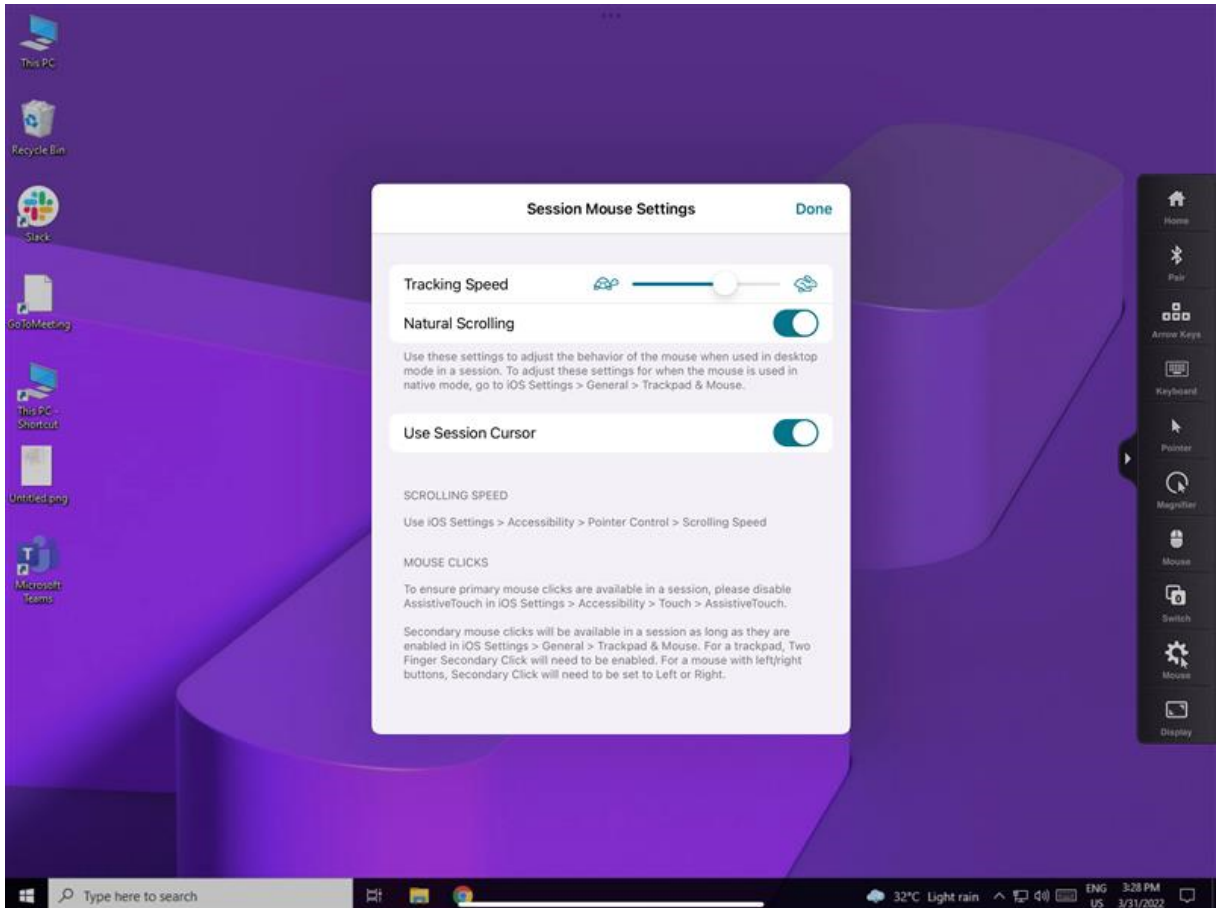 This PC
Recycle Bin
Slack
GoToMeeting
This PC -
Shortcut
Untitled.png
Microsoft
Teams
Session Mouse Settings
Done
Tracking Speed
Natural Scrolling
Use these settings to adjust the behavior of the mouse when used in desktop
mode in a session. To adjust these settings for when the mouse is used in
native mode, go to iOS Settings > General > Trackpad & Mouse.
Use Session Cursor
SCROLLING SPEED
Use iOS Settings > Accessibility > Pointer Control > Scrolling Speed
MOUSE CLICKS
To ensure primary mouse clicks are available in a session, please disable
AssistiveTouch in iOS Settings > Accessibility > Touch > AssistiveTouch.
Secondary mouse clicks will be available in a session as long as they are
enabled in iOS Settings > General > Trackpad & Mouse. For a trackpad, Two
Finger Secondary Click will need to be enabled. For a mouse with left/right
buttons, Secondary Click will need to be set to Left or Right.
Home
Pair
Arrow Keys
Keyboard
Pointer
Magnifier
Mouse
Switch
Mouse
Display
Type here to search
32°C Light rain
ENG
US
3:28 PM
3/31/2022